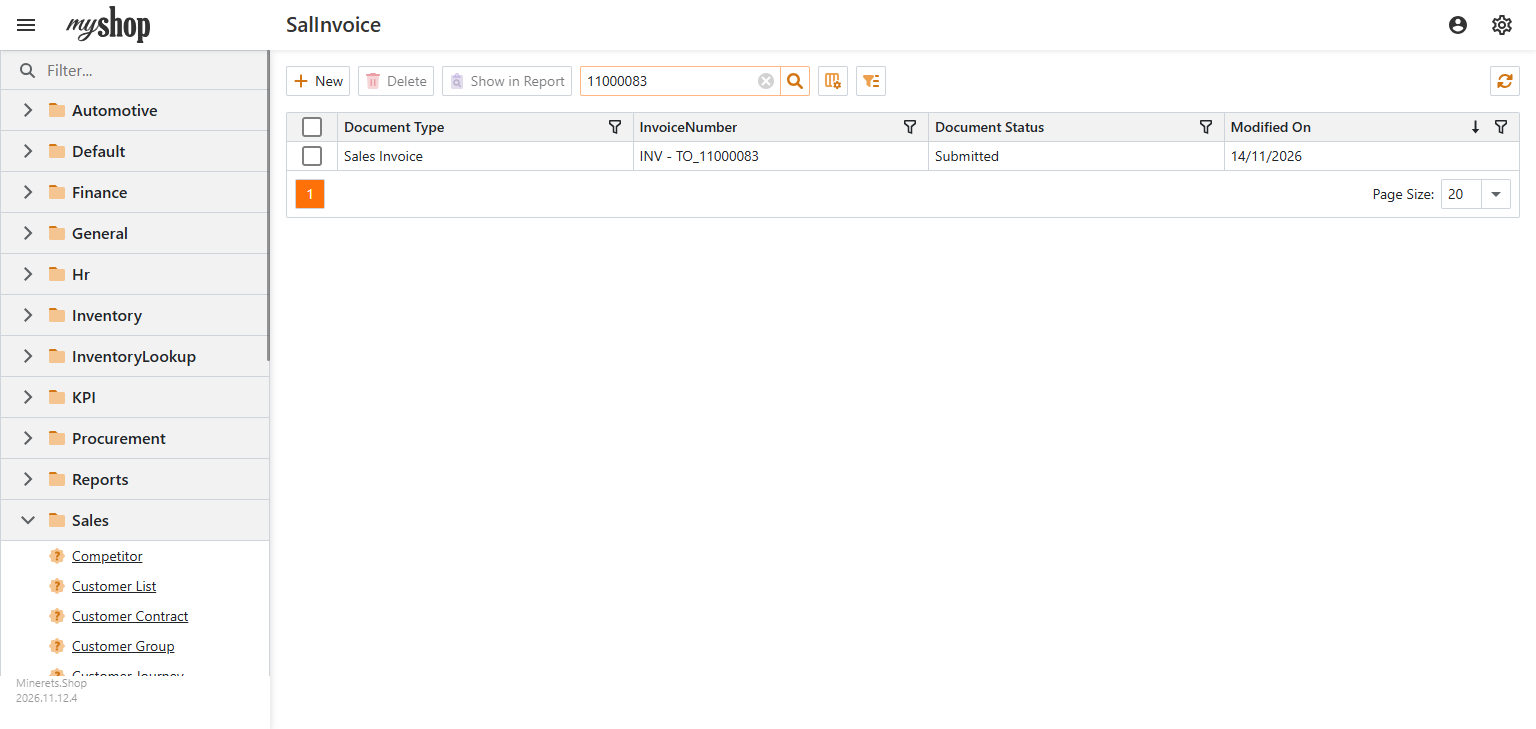 myshop
SalInvoice
Filter...
New
Delete
Show in Report
11000083
Automotive
Default
Finance
General
Hr
Inventory
InventoryLookup
KPI
Procurement
Reports
Sales
Competitor
Customer List
Customer Contract
Customer Group
Customer Journey
Minerets.Shop
2026.11.12.4
Document Type
InvoiceNumber
Document Status
Modified On
Sales Invoice
INV - TO_11000083
Submitted
14/11/2026
1
Page Size:
20